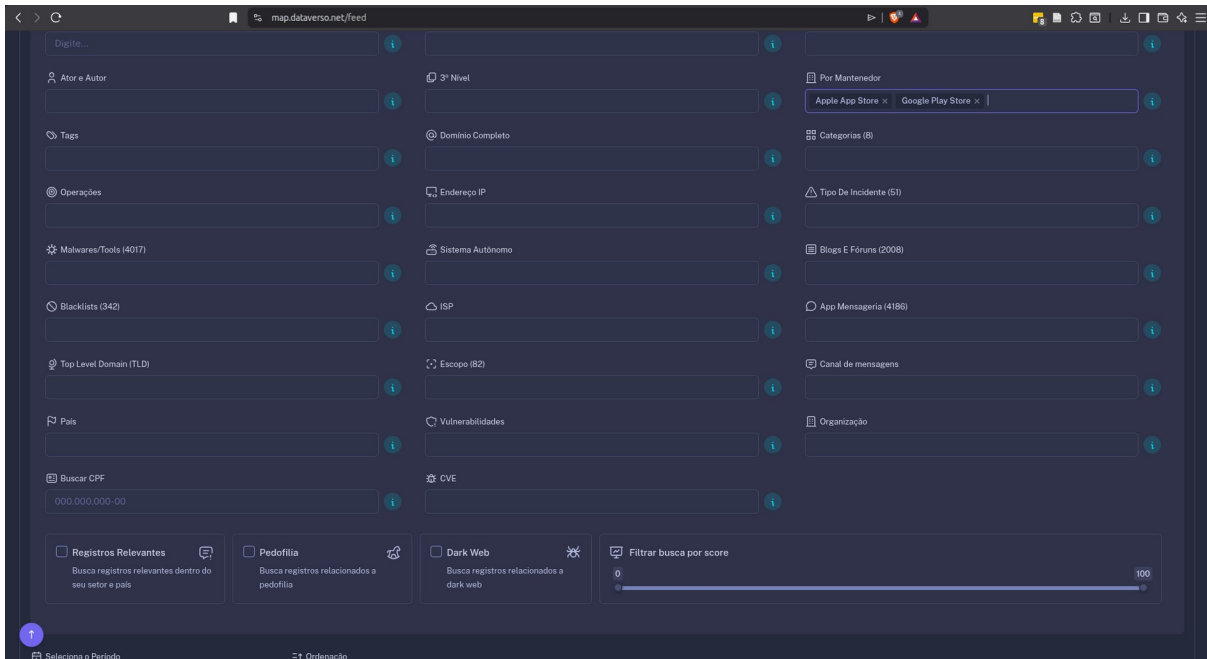 map.dataverso.net/feed
Digite...
Ator e Autor
3º Nível
Por Mantenedor
Apple App Store × Google Play Store ×
Tags
Domínio Completo
Categorias (8)
Operações
Endereço IP
Tipo De Incidente (51)
Malwares/Tools (4017)
Sistema Autônomo
Blogs E Fóruns (2008)
Blacklists (342)
ISP
App Mensageria (4186)
Top Level Domain (TLD)
Escopo (82)
Canal de mensagens
País
Vulnerabilidades
Organização
Buscar CPF
CVE
000.000.000-00
Registros Relevantes
Busca registros relevantes dentro do
seu setor e país
Pedofilia
Busca registros relacionados a
pedofilia
Dark Web
Busca registros relacionados a
dark web
Filtrar busca por score
0
100
Seleciona o Período
Ordenação